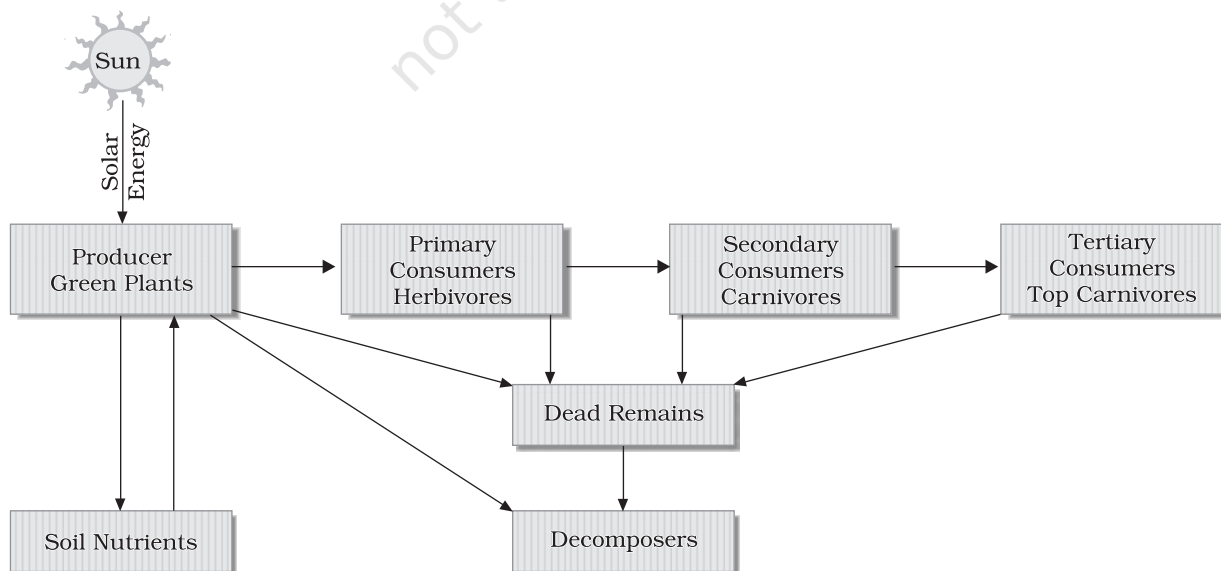 not
Sun
Solar
Energy
Producer
Green Plants
Primary
Consumers
Herbivores
Secondary
Consumers
Carnivores
Tertiary
Consumers
Top Carnivores
Dead Remains
Soil Nutrients
Decomposers